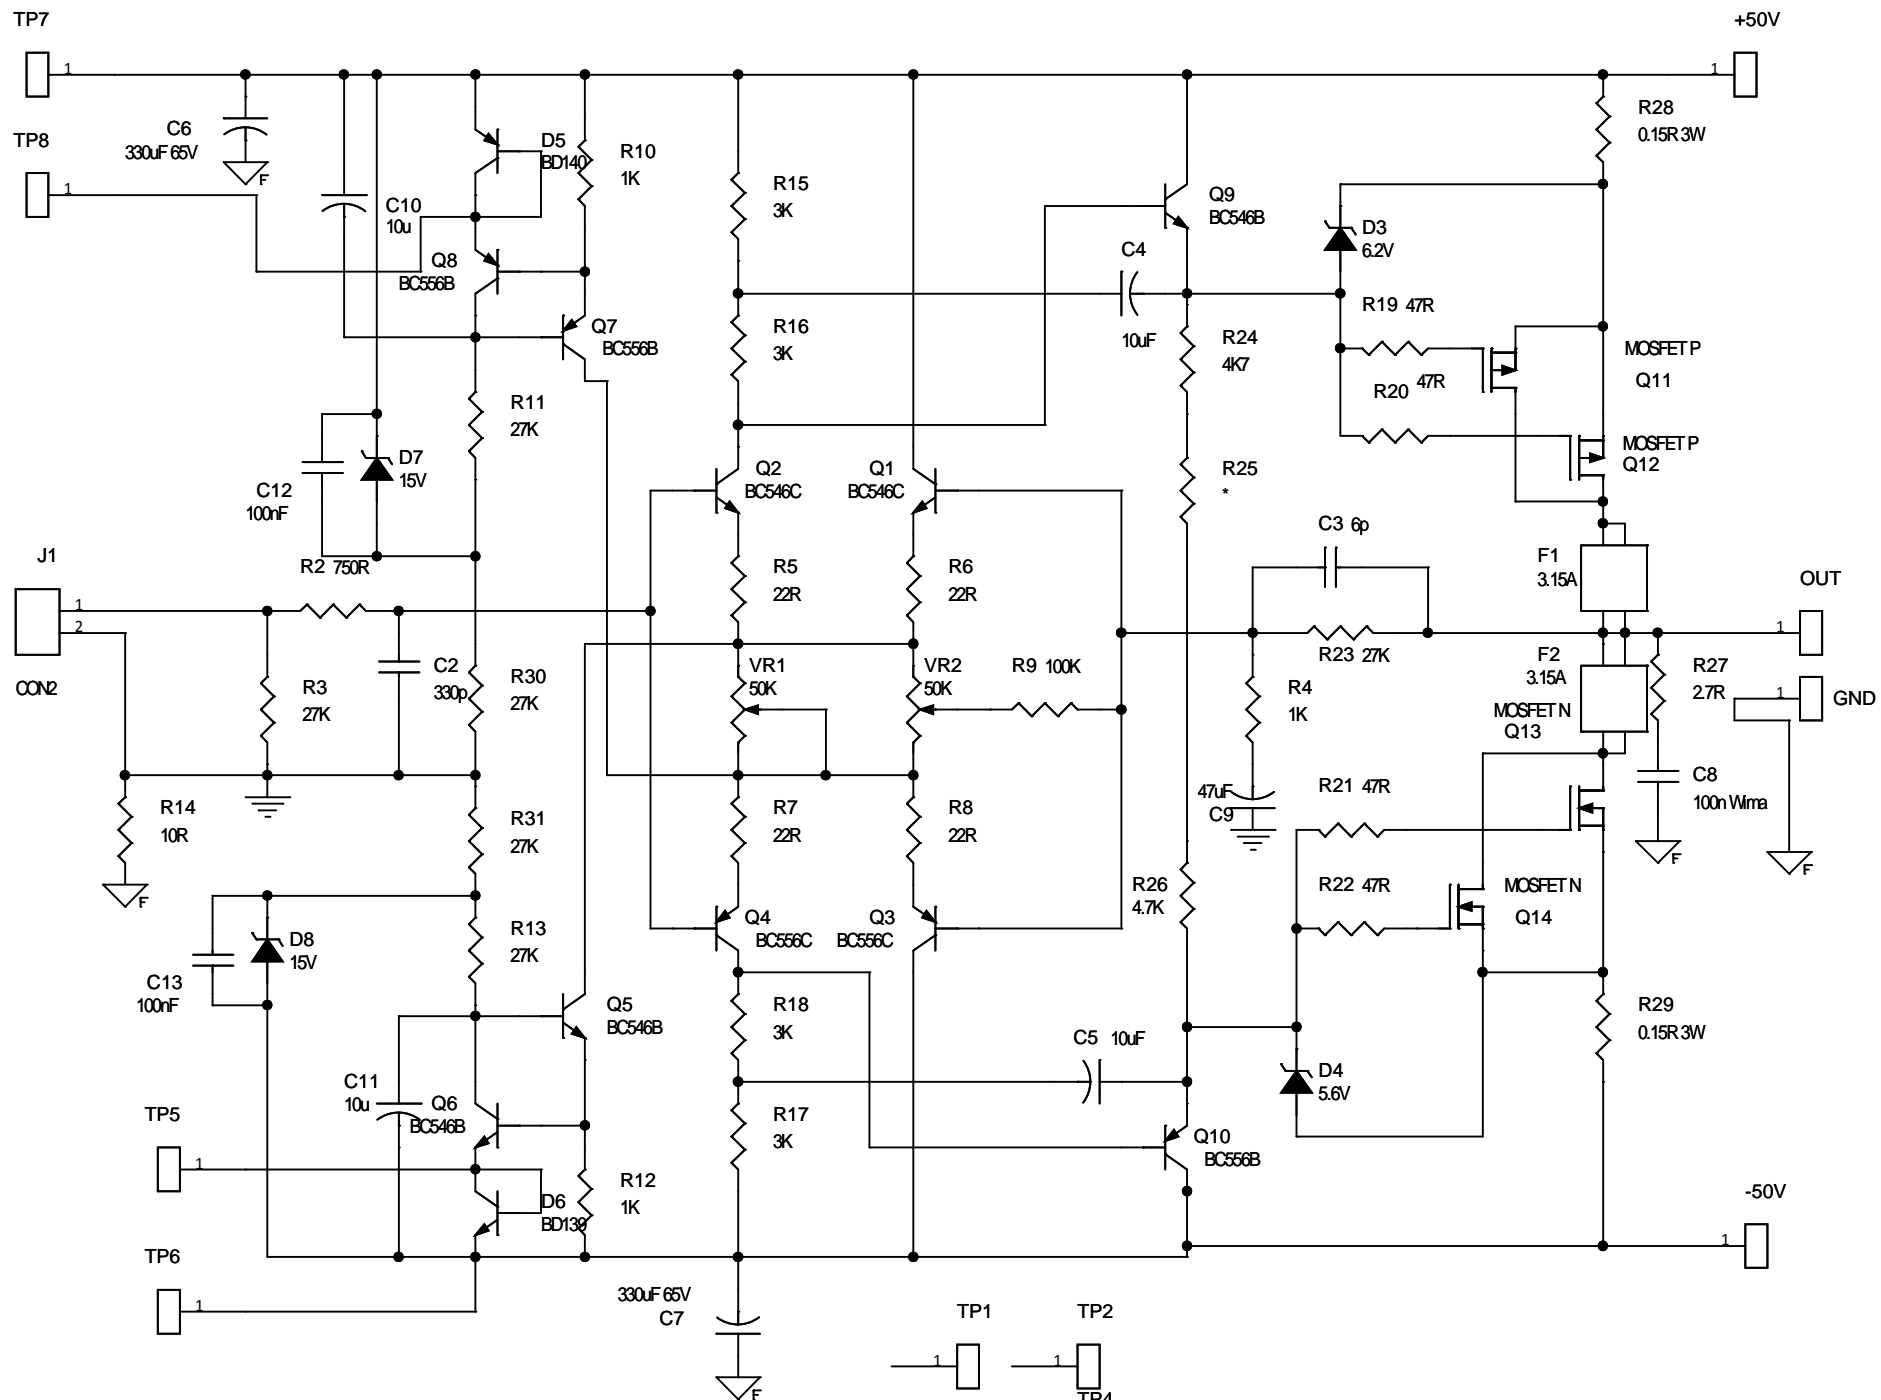 TP7
+50V
1
1
C6
330uF 65V
D5
BD140
R10
1K
R28
0.15R 3W
TP8
1
F
R15
3K
Q9
BC546B
C10
10u
D3
6.2V
Q8
BC556B
C4
10uF
R19 47R
Q7
BC556B
R16
3K
R24
4K7
MOSFET P
Q11
R20 47R
R11
27K
MOSFET P
Q12
D7
15V
C12
100nF
Q2
BC546C
Q1
BC546C
R25
*
C3 6p
J1
R2 750R
R5
22R
R6
22R
F1
3.15A
OUT
1
2
1
CON2
R3
27K
C2
330p
R30
27K
VR1
50K
VR2
50K
R9 100K
R23 27K
R4
1K
F2
3.15A
MOSFET N
Q13
R27
2.7R
1
GND
R14
10R
R31
27K
R7
22R
R8
22R
47uF
C9
R21 47R
C8
100n Wima
F
F
F
R26
4.7K
R22 47R
MOSFET N
Q14
Q4
BC556C
Q3
BC556C
R13
27K
D8
15V
C13
100nF
Q5
BC546B
R18
3K
C5 10uF
R29
0.15R 3W
C11
10u
Q6
BC546B
D4
5.6V
TP5
1
R17
3K
Q10
BC556B
D6
BD139
R12
1K
-50V
1
TP6
1
330uF 65V
C7
F
TP1
1
TP2
1
TP4